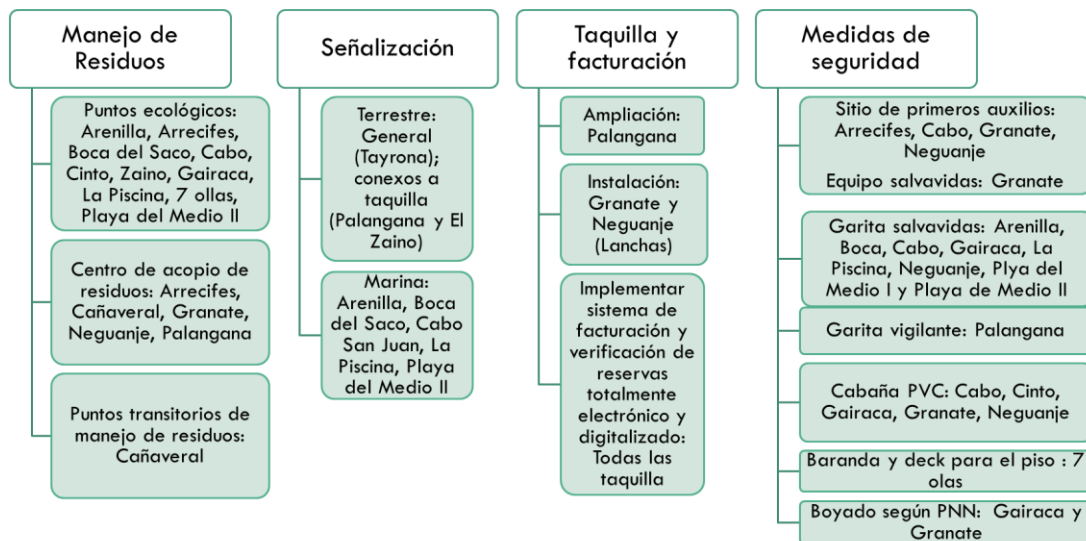 Manejo de
Residuos
Puntos ecológicos:
Arenilla, Arrecifes,
Boca del Saco, Cabo,
Cinto, Zaino, Gairaca,
La Piscina, 7 ollas,
Playa del Medio II
Centro de acopio de
residuos: Arrecifes,
Cañaveral, Granate,
Neguanje, Palangana
Puntos transitorios de
manejo de residuos:
Cañaveral
Señalización
Terrestre:
General
(Tayrona);
conexos a
taquilla
(Palangana y El
Zaino)
Marina:
Arenilla, Boca
del Saco, Cabo
San Juan, La
Piscina, Playa
del Medio II
Taquilla y
facturación
Ampliación:
Palangana
Instalación:
Granate y
Neguanje
(Lanchas)
Implementar
sistema de
facturación y
verificación de
reservas
totalmente
electrónico y
digitalizado:
Todas las
taquilla
Medidas de
seguridad
Sitio de primeros auxilios:
Arrecifes, Cabo, Granate,
Neguanje
Equipo salvavidas: Granate
Garita salvavidas: Arenilla,
Boca, Cabo, Gairaca, La
Piscina, Neguanje, Plya del
Medio I y Playa de Medio II
Garita vigilante: Palangana
Cabaña PVC: Cabo, Cinto,
Gairaca, Granate, Neguanje
Baranda y deck para el piso : 7
olas
Boyado según PNN: Gairaca y
Granate